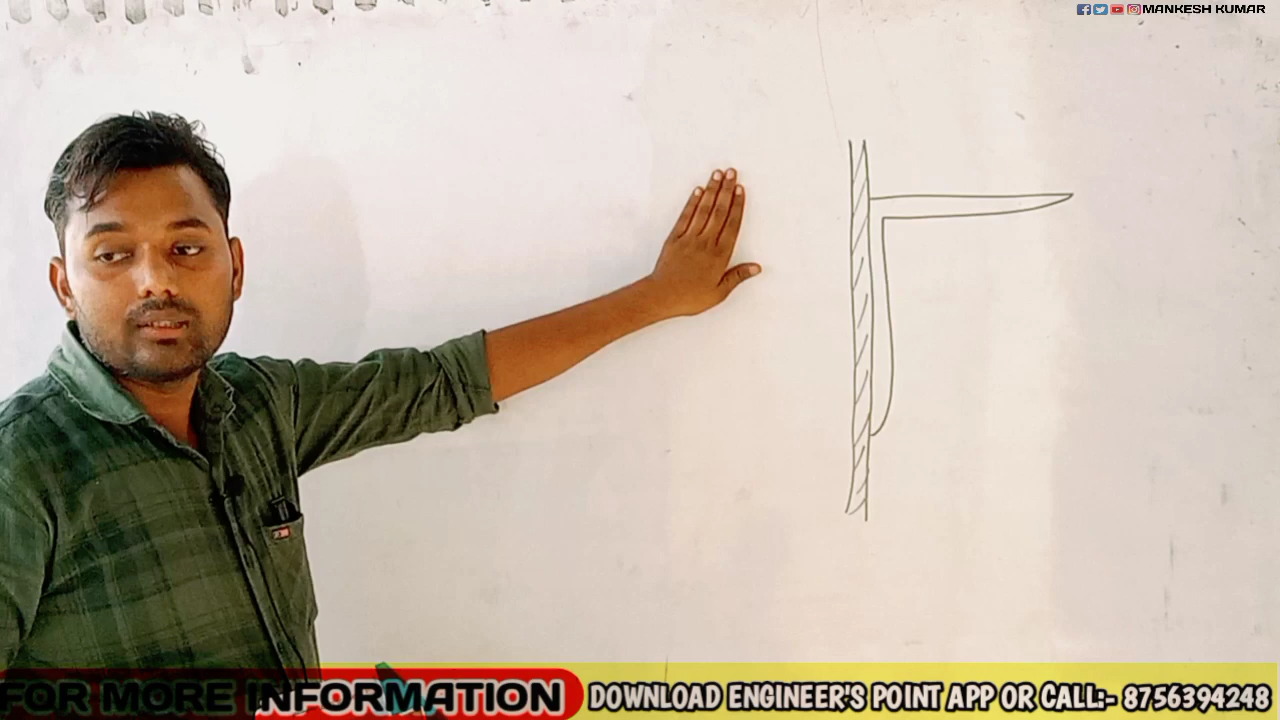 MANKESH KUMAR
FOR MORE INFORMATION DOWNLOAD ENGINEER'S POINT APP OR CALL:- 8756394248